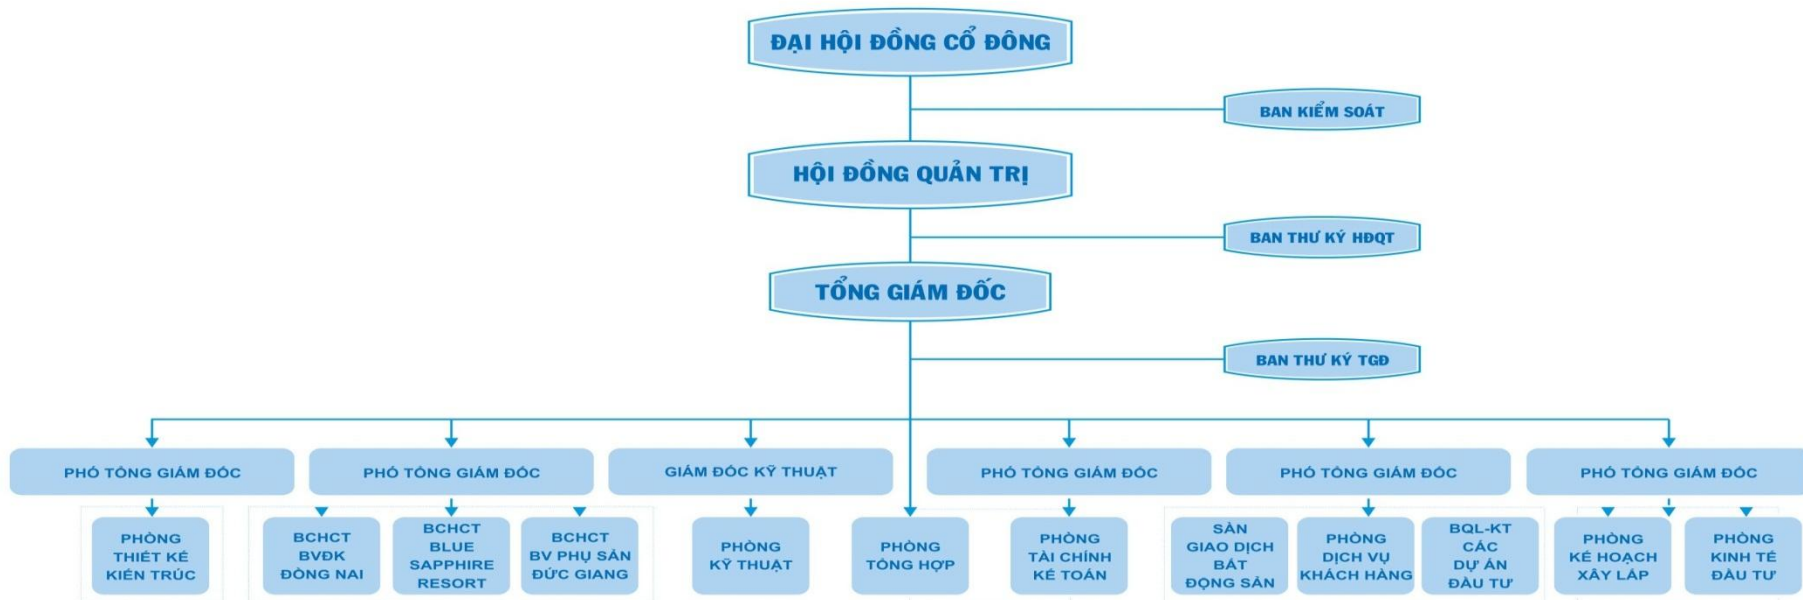 ĐẠI HỘI ĐỒNG CỔ ĐÔNG
BAN KIỂM SOÁT
HỘI ĐỒNG QUẢN TRỊ
BAN THƯ KÝ HĐQT
TỔNG GIÁM ĐỐC
BAN THƯ KÝ TGĐ
PHÓ TỔNG GIÁM ĐỐC
PHÓ TỔNG GIÁM ĐỐC
GIÁM ĐỐC KỸ THUẬT
PHÓ TỔNG GIÁM ĐỐC
PHÓ TỔNG GIÁM ĐỐC
PHÓ TỔNG GIÁM ĐỐC
PHÒNG
THIẾT KẾ
KIẾN TRÚC
BCHCT
BVĐK
ĐỒNG NAI
BCHCT
BLUE
SAPPHIRE
RESORT
BCHCT
BV PHỤ SẢN
ĐỨC GIANG
PHÒNG
KỸ THUẬT
PHÒNG
TỔNG HỢP
PHÒNG
TÀI CHÍNH
KẾ TOÁN
SÀN
GIAO DỊCH
BẤT
ĐỘNG SẢN
PHÒNG
DỊCH VỤ
KHÁCH HÀNG
BQL-KT
CÁC
DỰ ÁN
ĐẦU TƯ
PHÒNG
KẾ HOẠCH
XÂY LẮP
PHÒNG
KINH TẾ
ĐẦU TƯ